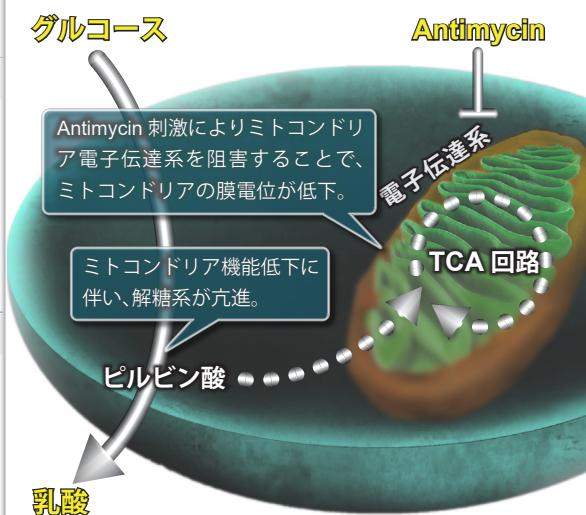 グルコース
Antimycin
Antimycin 刺激によりミトコンドリ
ア電子伝達系を阻害することで、
ミトコンドリアの膜電位が低下。
電子伝達系
TCA 回路
ミトコンドリア機能低下に
伴い、解糖系が亢進。
ピルビン酸
乳酸